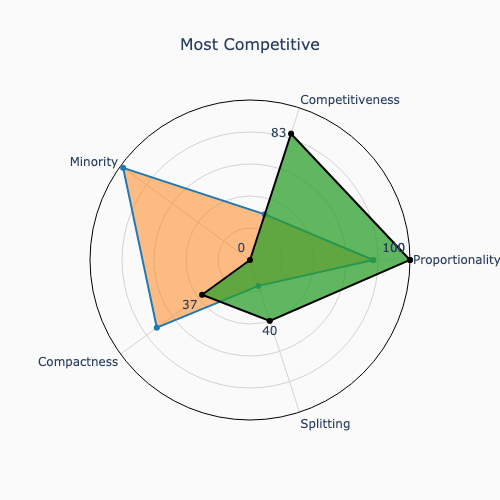 Most Competitive
Competitiveness
83
Minority
0
100
Proportionality
37
40
Compactness
Splitting